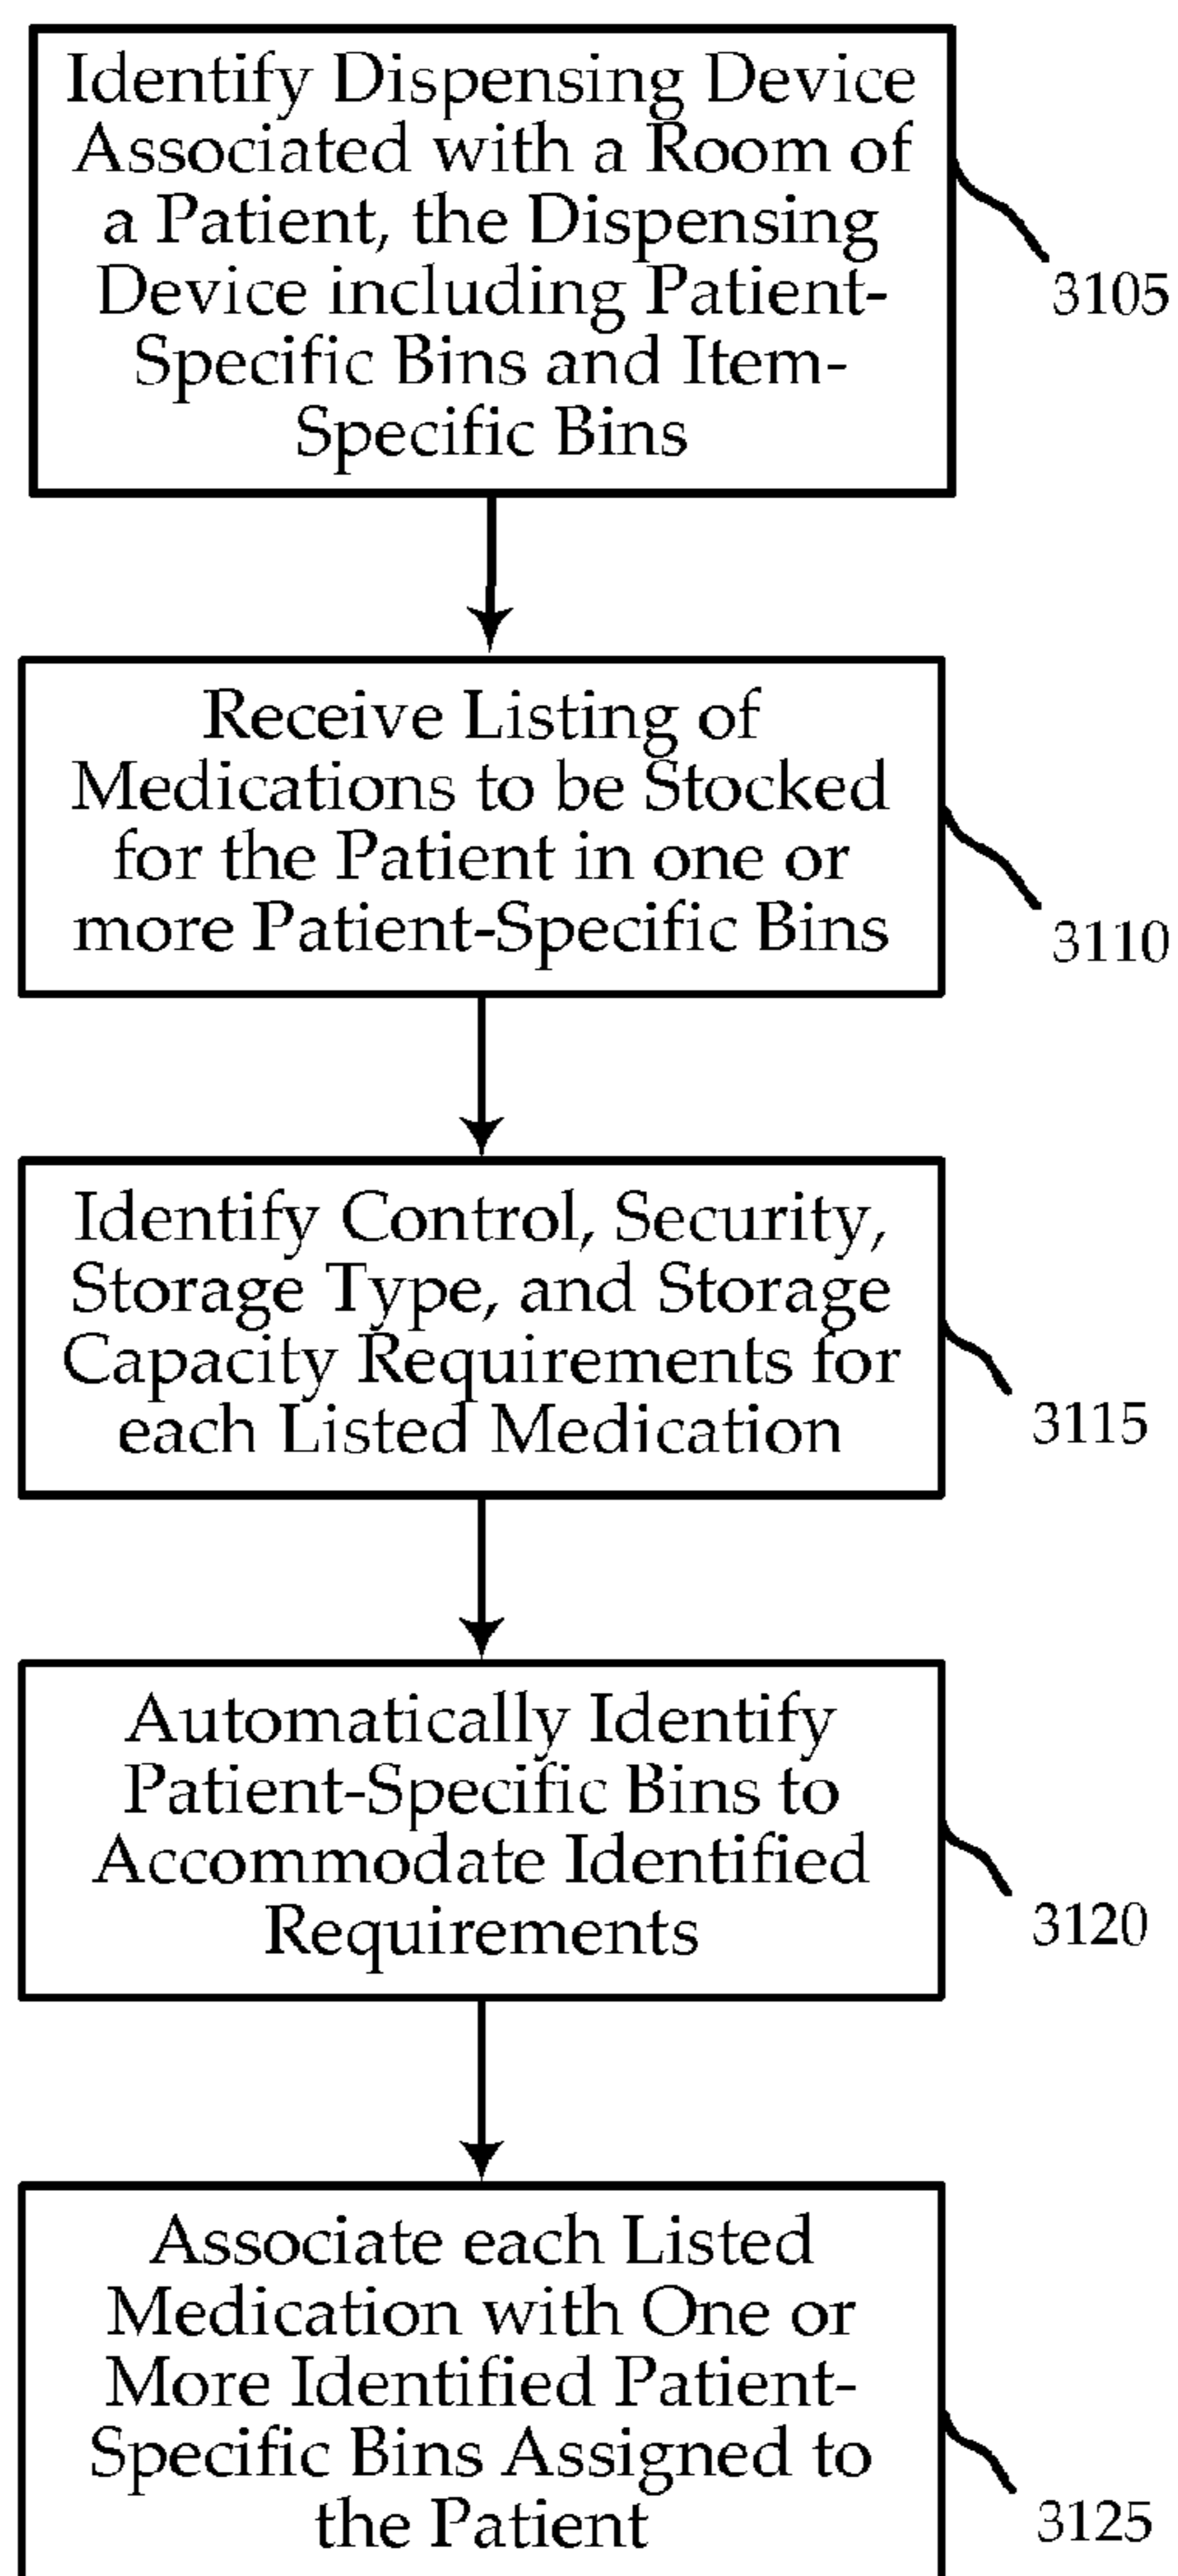 Identify Dispensing Device
Associated with a Room of
a Patient, the Dispensing
Device including Patient-
Specific Bins and Item-
Specific Bins
3105
Receive Listing of
Medications to be Stocked
for the Patient in one or
more Patient-Specific Bins
3110
Identify Control, Security,
Storage Type, and Storage
Capacity Requirements for
each Listed Medication
3115
Automatically Identify
Patient-Specific Bins to
Accommodate Identified
Requirements
3120
Associate each Listed
Medication with One or
More Identified Patient-
Specific Bins Assigned to
the Patient
3125